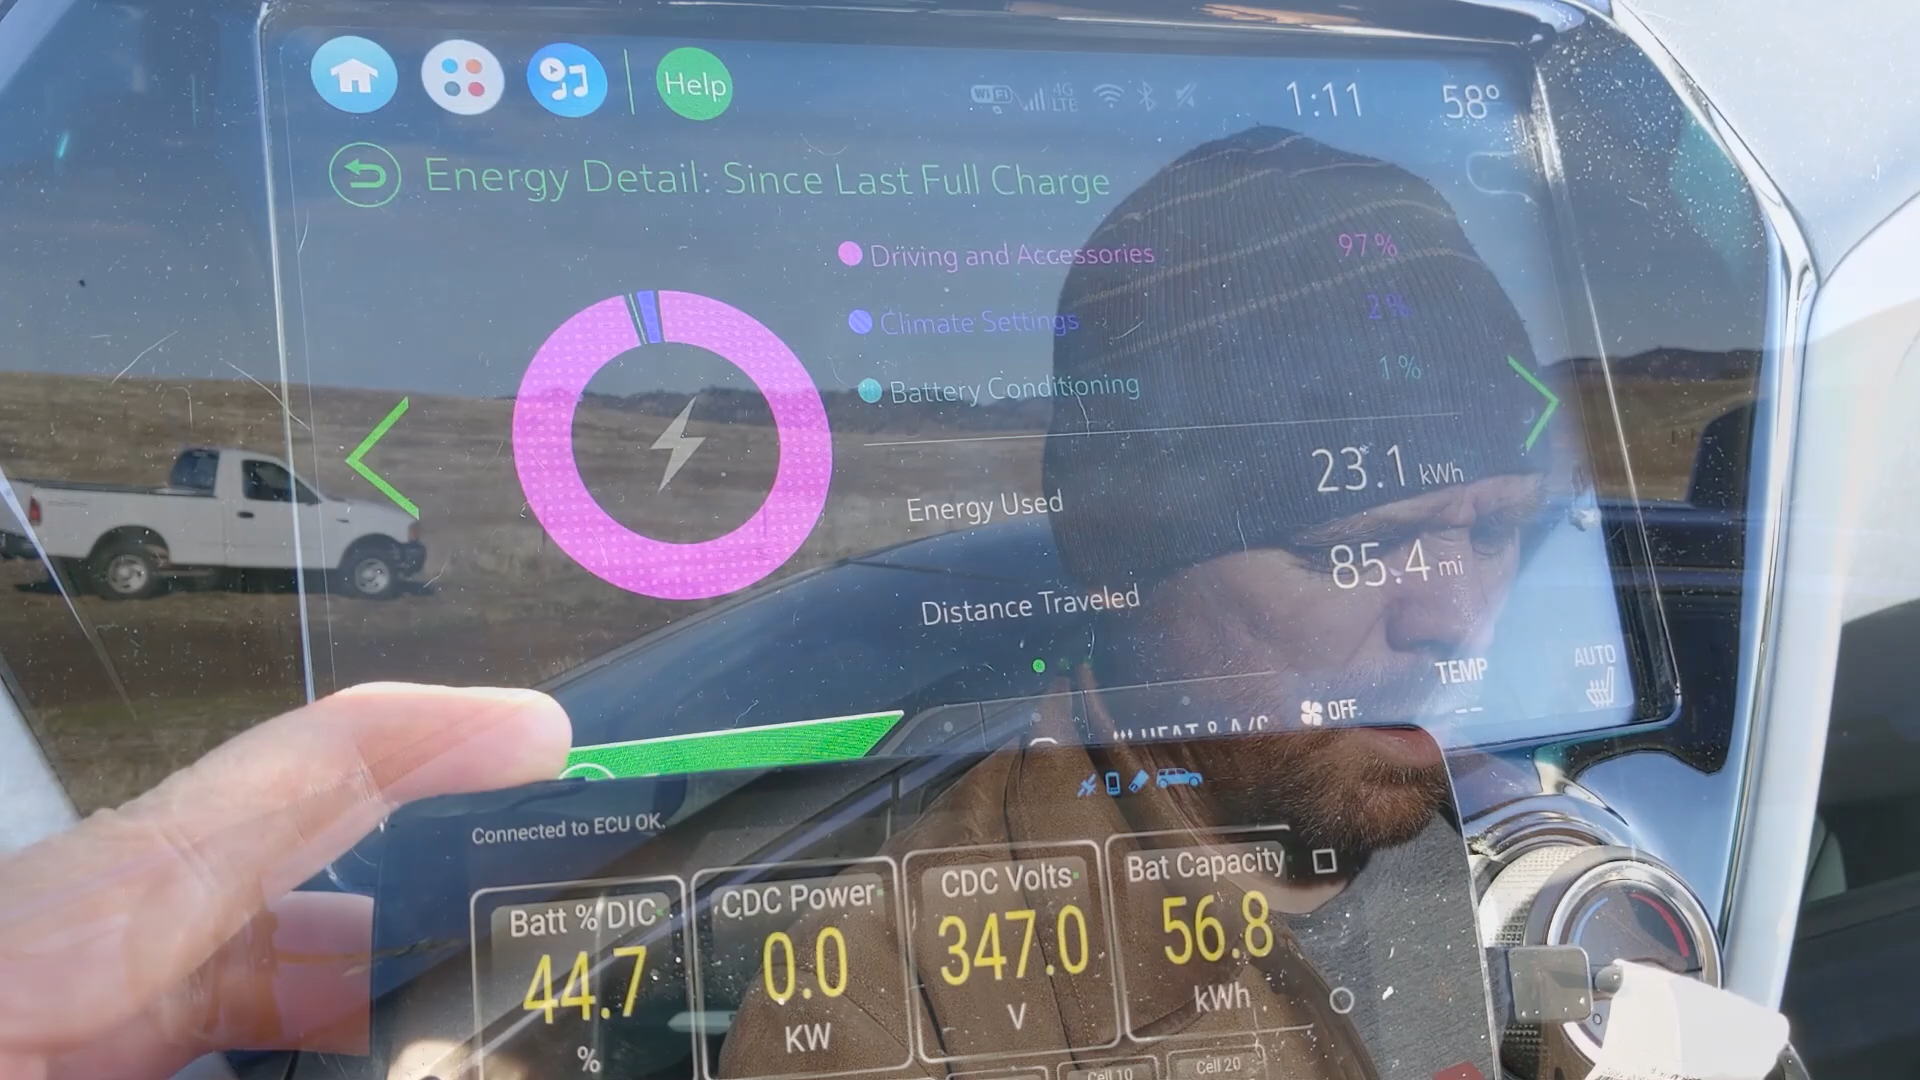 Help
WiFi 4G LTE 1:11 58°
Energy Detail: Since Last Full Charge
Driving and Accessories 97%
Climate Settings 2%
Battery Conditioning 1%
Energy Used 23.1 kWh
Distance Traveled 85.4 mi
TEMP AUTO
HEAT & A/C OFF --
Connected to ECU OK.
Batt % DIC CDC Power CDC Volts Bat Capacity
44.7 0.0 347.0 56.8
% KW V kWh
Cell 10 Cell 20